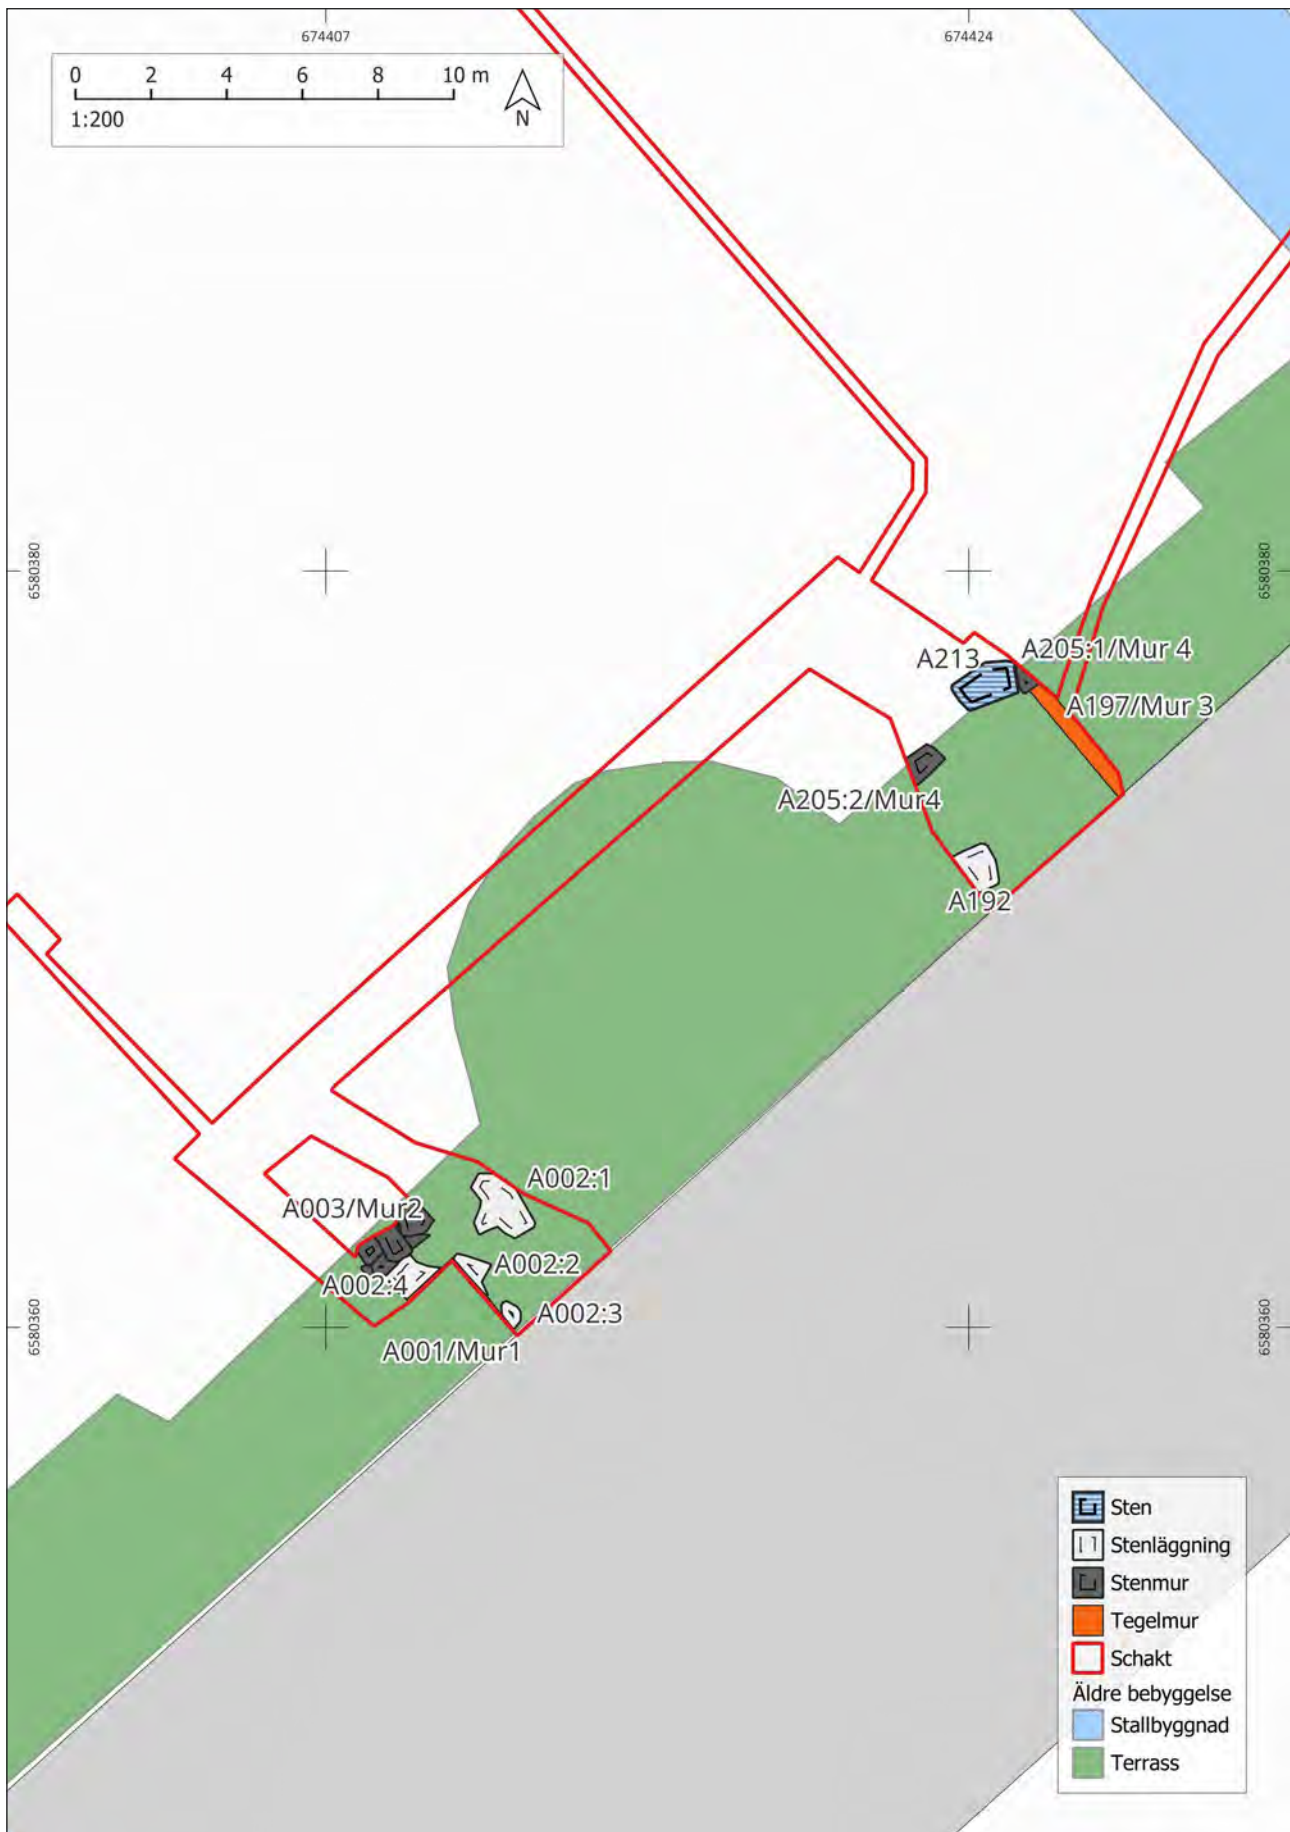 674407
674424
0 2 4 6 8 10 m
1:200
N
6580380
6580380
A213
A205:1/Mur 4
A197/Mur 3
A205:2/Mur4
A192
A002:1
A003/Mur2
A002:2
A002:4
A002:3
A001/Mur1
6580360
6580360
Sten
Stenläggning
Stenmur
Tegelmur
Schakt
Äldre bebyggelse
Stallbyggnad
Terrass